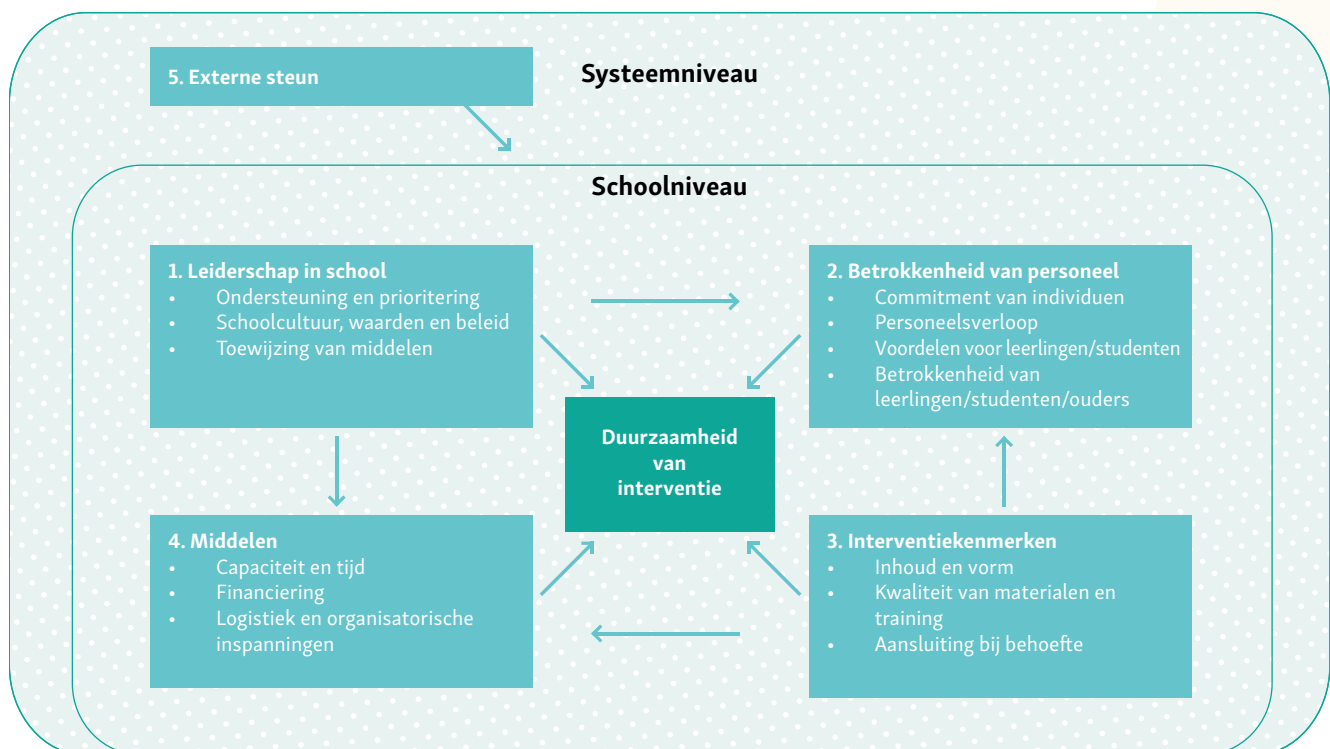 5. Externe steun
Systeemniveau
Schoolniveau
1. Leiderschap in school
• Ondersteuning en prioritering
• Schoolcultuur, waarden en beleid
• Toewijzing van middelen
2. Betrokkenheid van personeel
• Commitment van individuen
• Personeelsverloop
• Voordelen voor leerlingen/studenten
• Betrokkenheid van
leerlingen/studenten/ouders
Duurzaamheid
van
interventie
4. Middelen
• Capaciteit en tijd
• Financiering
• Logistiek en organisatorische
inspanningen
3. Interventiekenmerken
• Inhoud en vorm
• Kwaliteit van materialen en
training
• Aansluiting bij behoefte